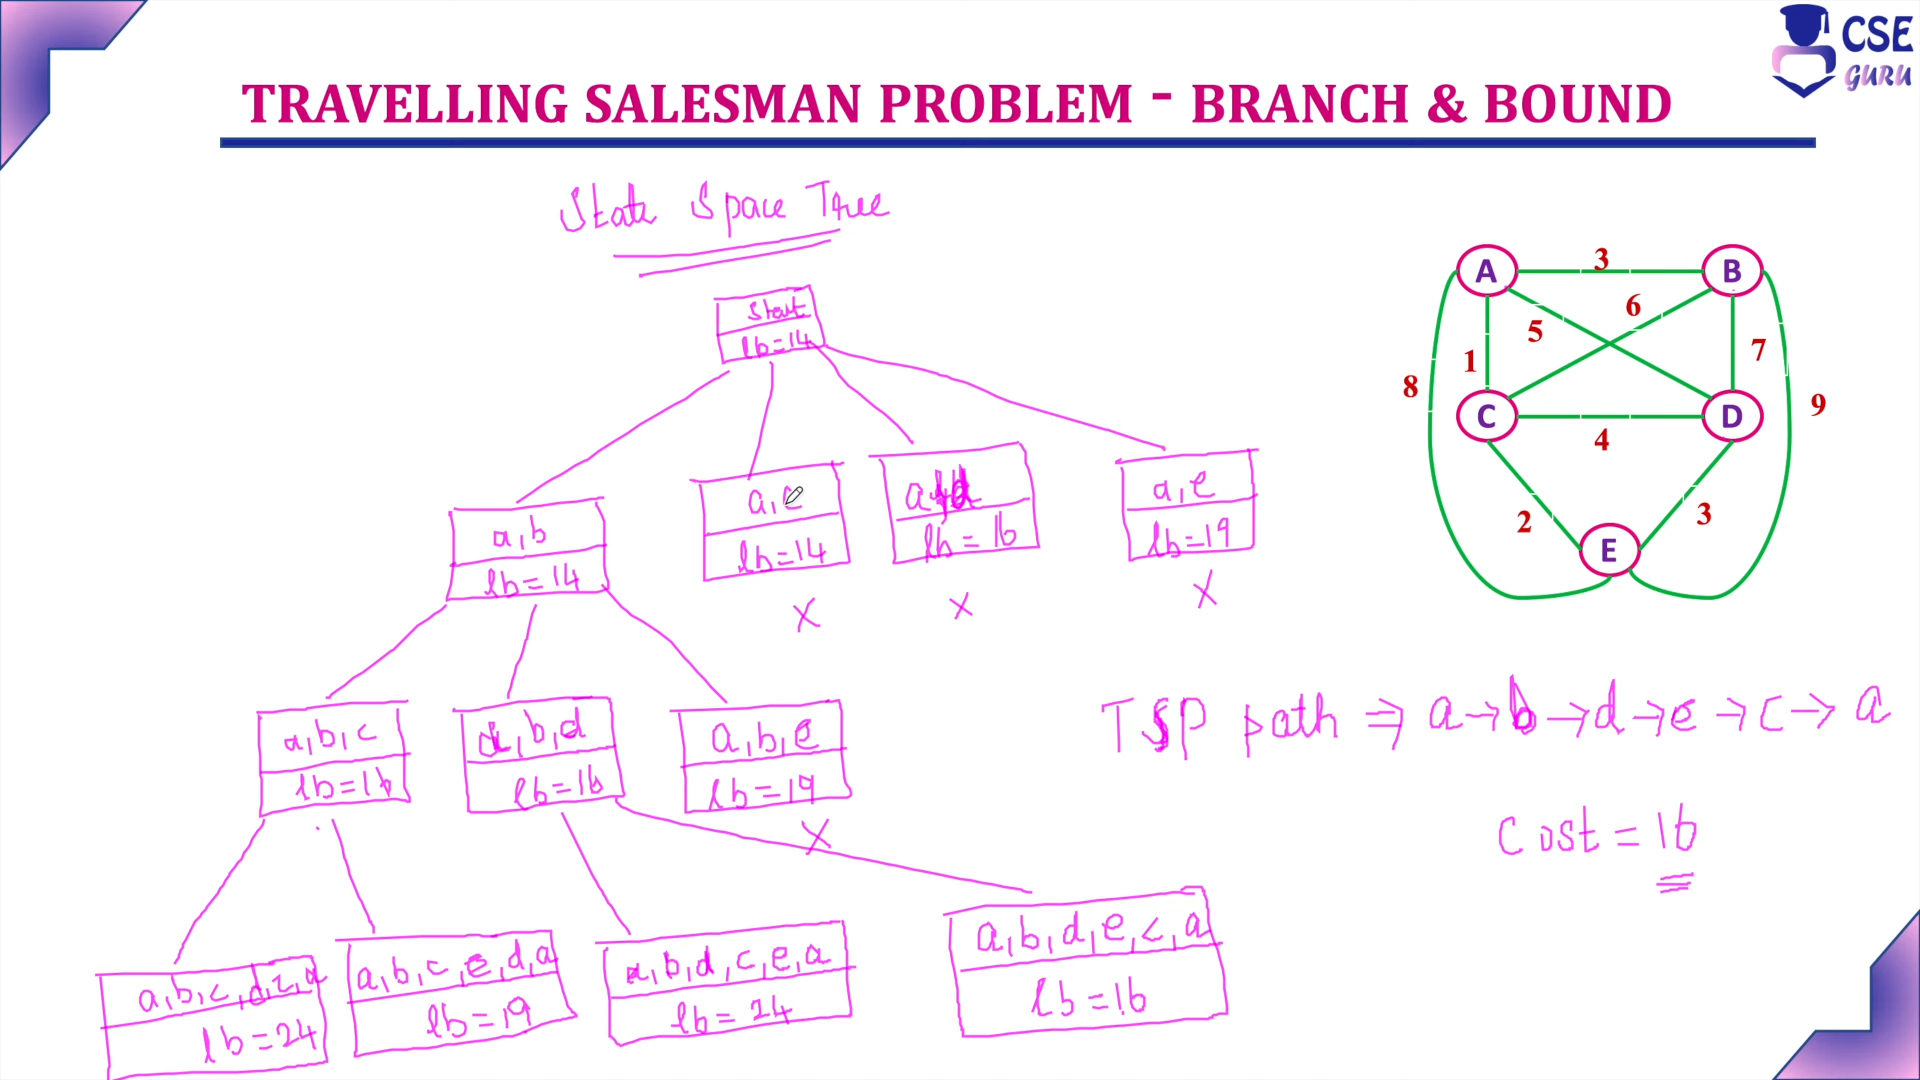 CSE
GURU
TRAVELLING SALESMAN PROBLEM - BRANCH & BOUND
State Space Tree
Start
lb=14
a,b
lb=14
a,c
lb=14
a,d
lb=16
a,e
lb=19
X
X
X
a,b,c
lb=16
a,b,d
lb=16
a,b,e
lb=19
X
a,b,c,d,e,a
lb=24
a,b,c,e,d,a
lb=19
a,b,d,c,e,a
lb=24
a,b,d,e,c,a
lb=16
A
3
B
6
5
1
7
8
9
C
4
D
2
3
E
TSP path ⇒ a→b→d→e→c→a
Cost=16